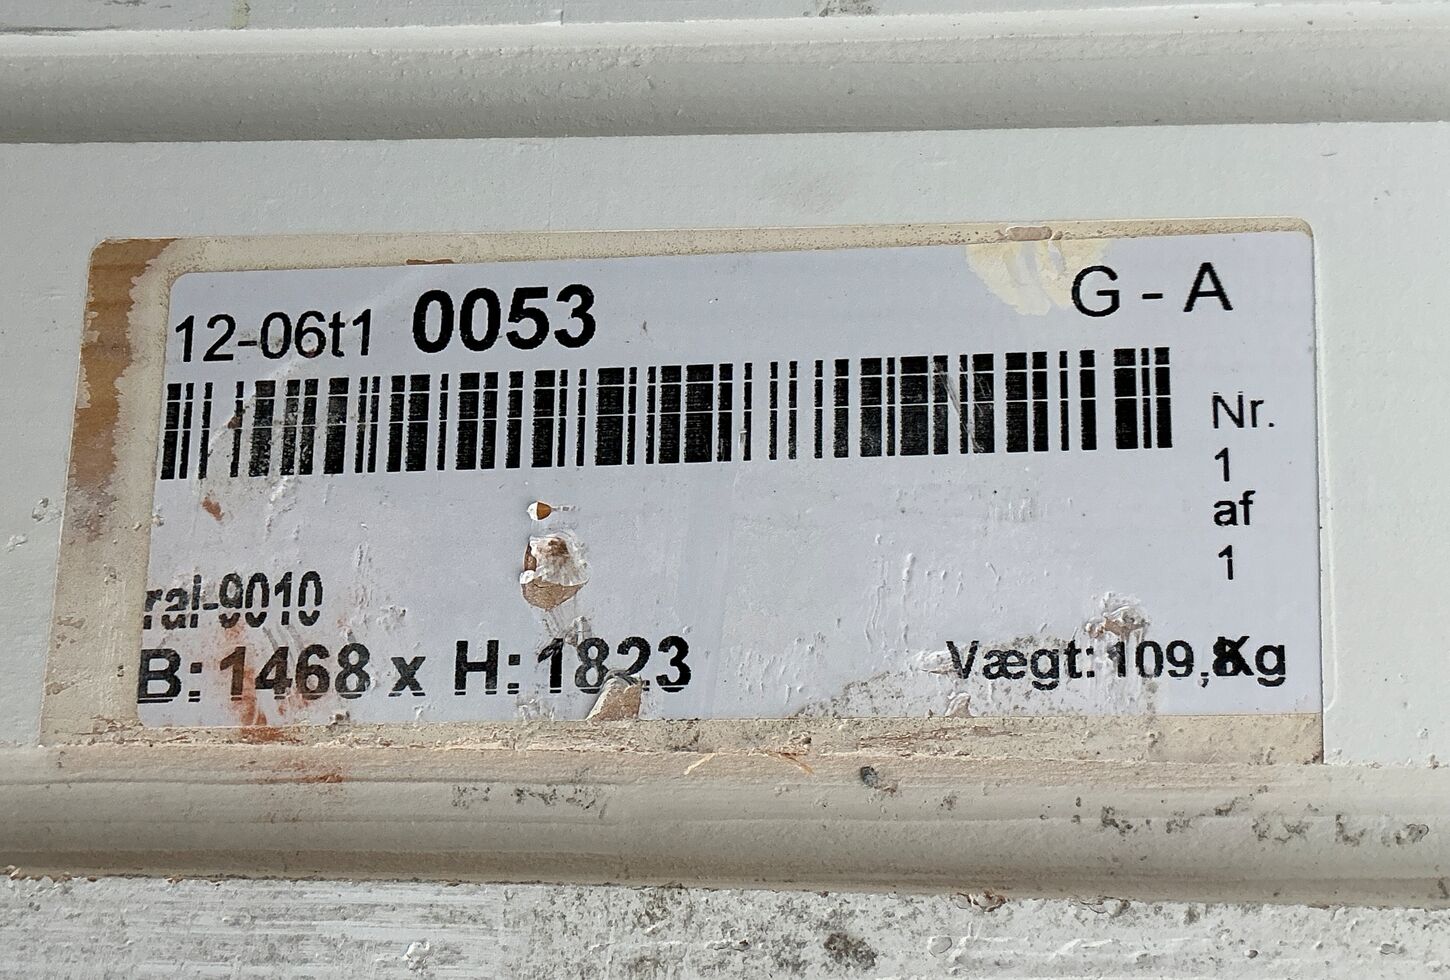 12-06t1 0053
G - A
Nr.
1
af
1
ral-9010
B: 1468 x H: 1823
Vægt: 109,8Kg